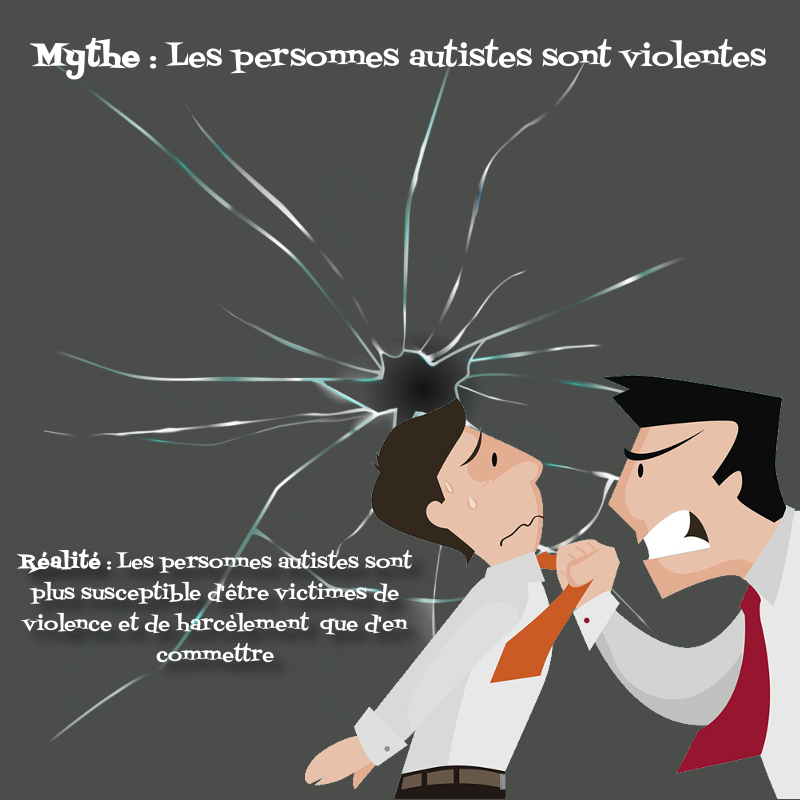 Mythe : Les personnes autistes sont violentes
Réalité : Les personnes autistes sont
plus susceptible d'être victimes de
violence et de harcèlement que d'en
commettre